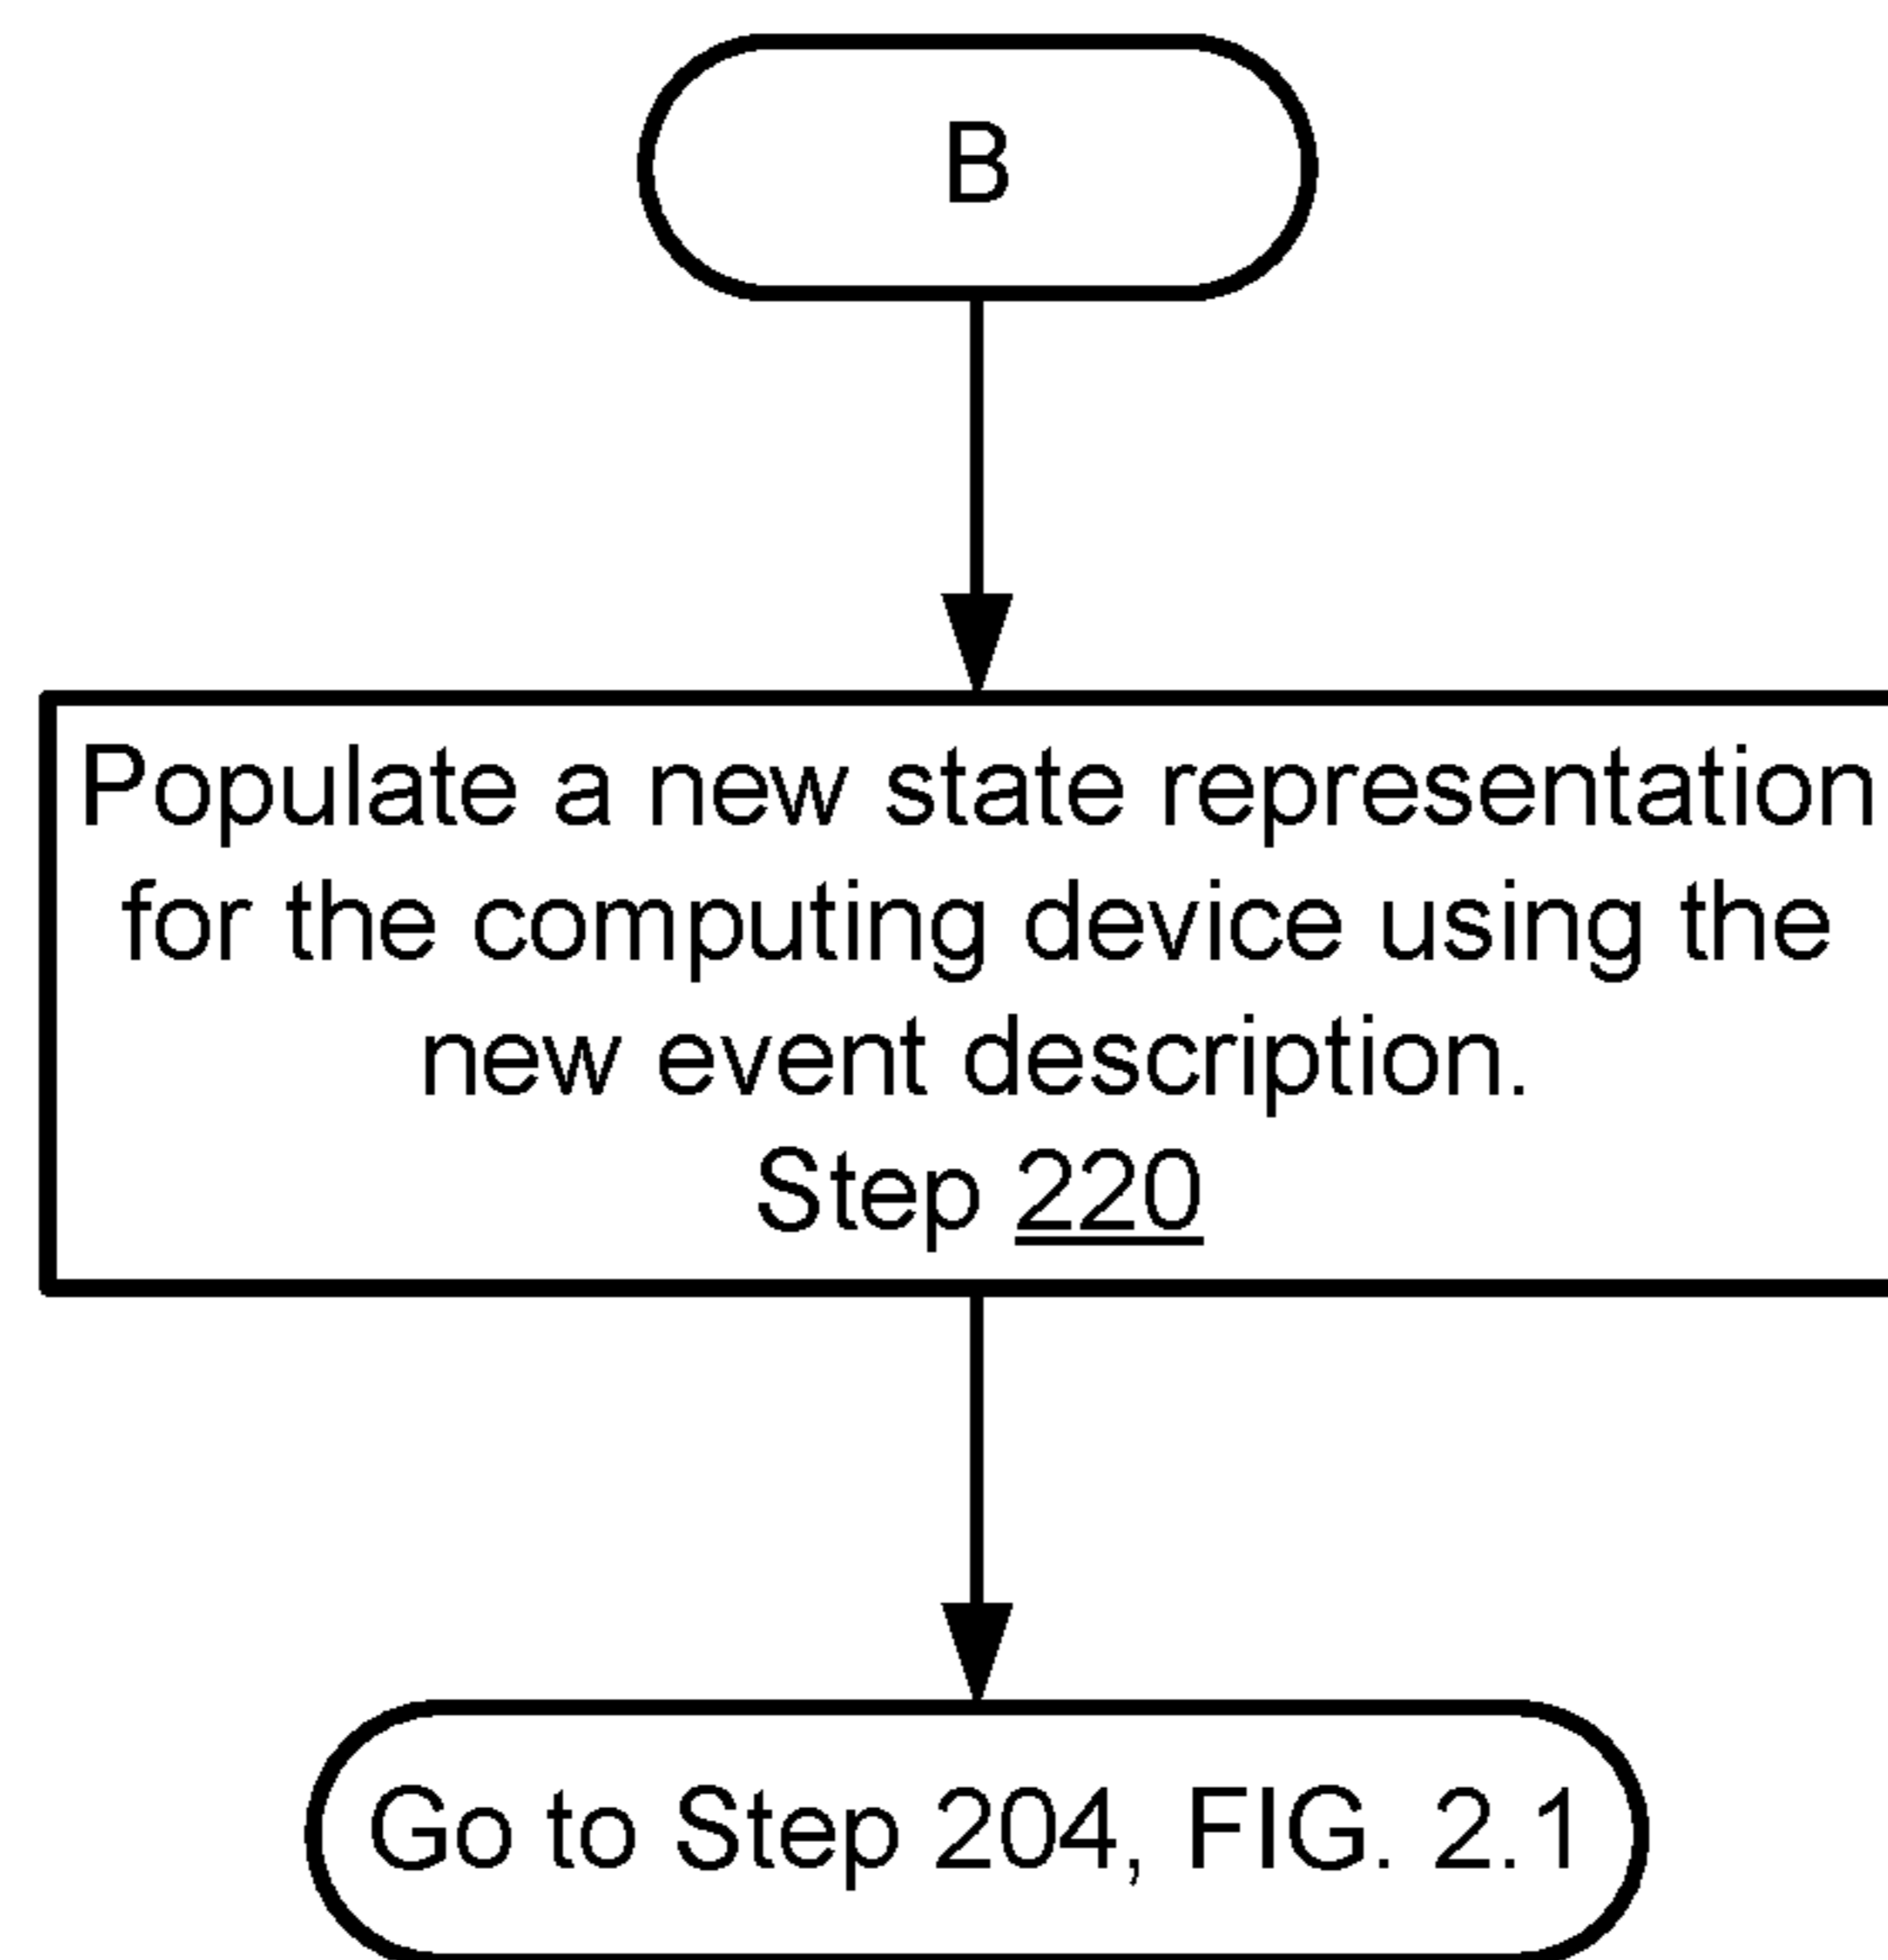 B
Populate a new state representation
for the computing device using the
new event description.
Step 220
Go to Step 204, FIG. 2.1